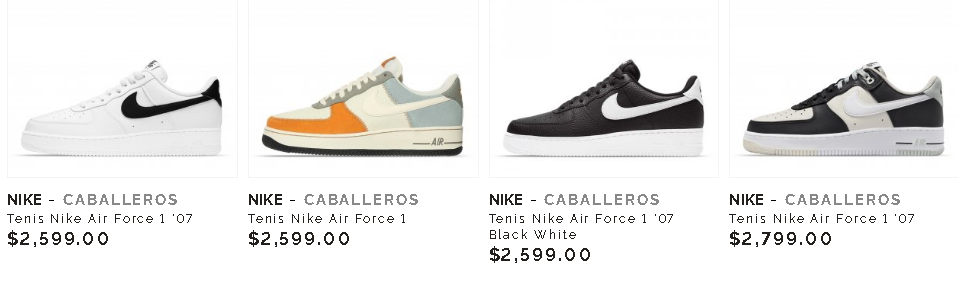 NIKE - CABALLEROS
Tenis Nike Air Force 1 '07
$2,599.00
AIR
NIKE - CABALLEROS
Tenis Nike Air Force 1
$2,599.00
NIKE - CABALLEROS
Tenis Nike Air Force 1 '07
Black White
$2,599.00
NIKE - CABALLEROS
Tenis Nike Air Force 1 '07
$2,799.00